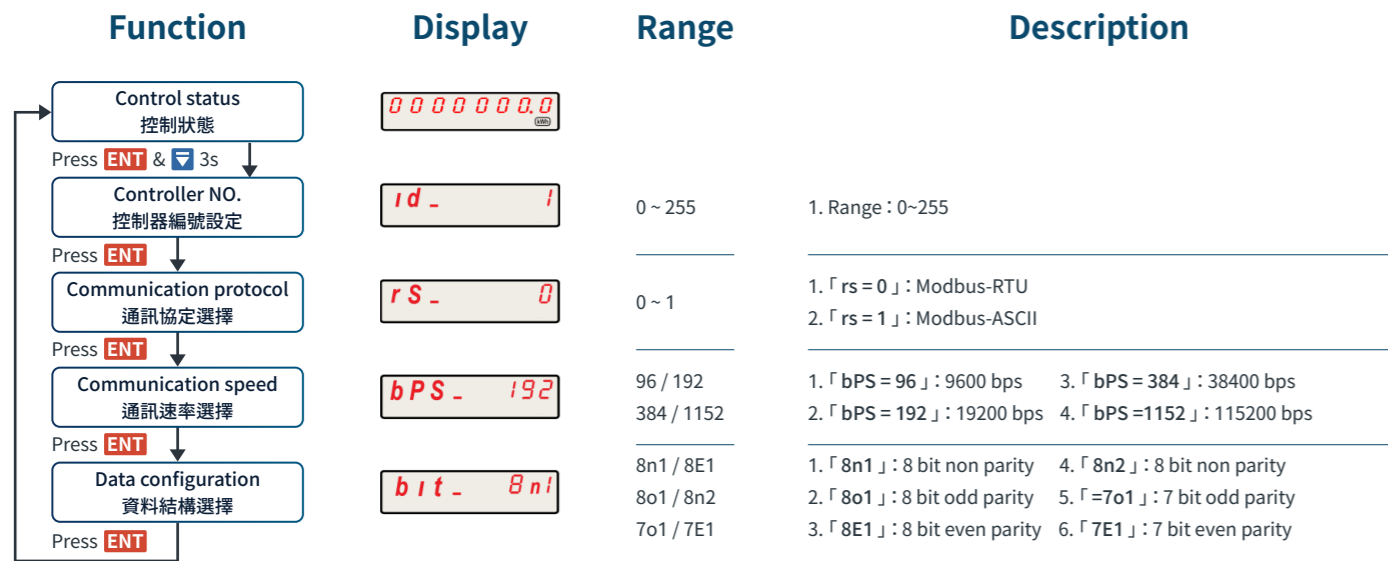 Function Display Range Description
Control status
控制狀態
0000000.0
kWh
Press ENT & 3s
Controller NO.
控制器編號設定
id_ 1
0 ~ 255
1. Range：0~255
Press ENT
Communication protocol
通訊協定選擇
rS_ 0
0 ~ 1
1.「 rs = 0 」：Modbus-RTU
2.「 rs = 1 」：Modbus-ASCII
Press ENT
Communication speed
通訊速率選擇
bPS_ 192
96 / 192
384 / 1152
1.「 bPS = 96 」：9600 bps 3.「 bPS = 384 」：38400 bps
2.「 bPS = 192 」：19200 bps 4.「 bPS =1152 」：115200 bps
Press ENT
Data configuration
資料結構選擇
bit_ 8n1
8n1 / 8E1
8o1 / 8n2
7o1 / 7E1
1.「 8n1 」：8 bit non parity 4.「 8n2 」：8 bit non parity
2.「 8o1 」：8 bit odd parity 5.「 =7o1 」：7 bit odd parity
3.「 8E1 」：8 bit even parity 6.「 7E1 」：7 bit even parity
Press ENT